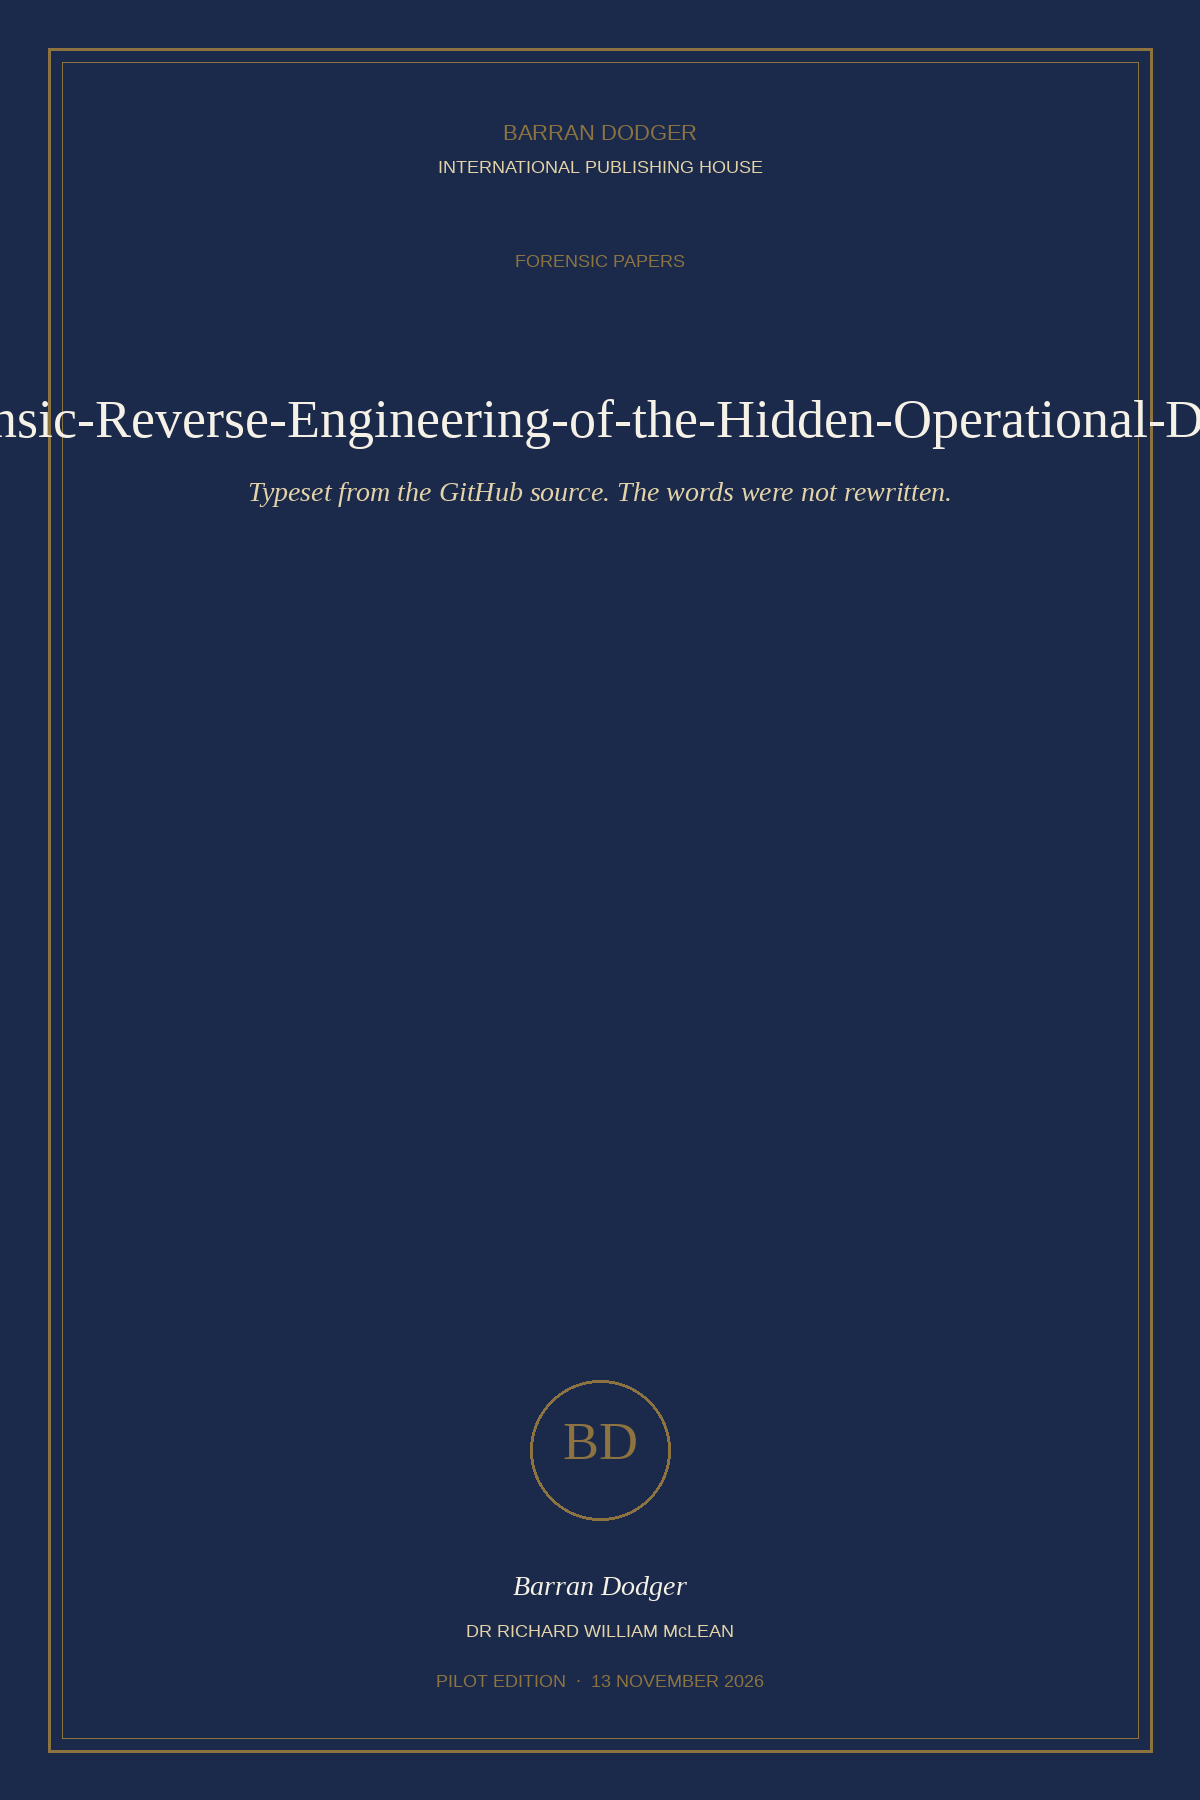 BARRAN DODGER
INTERNATIONAL PUBLISHING HOUSE
FORENSIC PAPERS
nsic-Reverse-Engineering-of-the-Hidden-Operational-D
Typeset from the GitHub source. The words were not rewritten.
BD
Barran Dodger
DR RICHARD WILLIAM McLEAN
PILOT EDITION · 13 NOVEMBER 2026